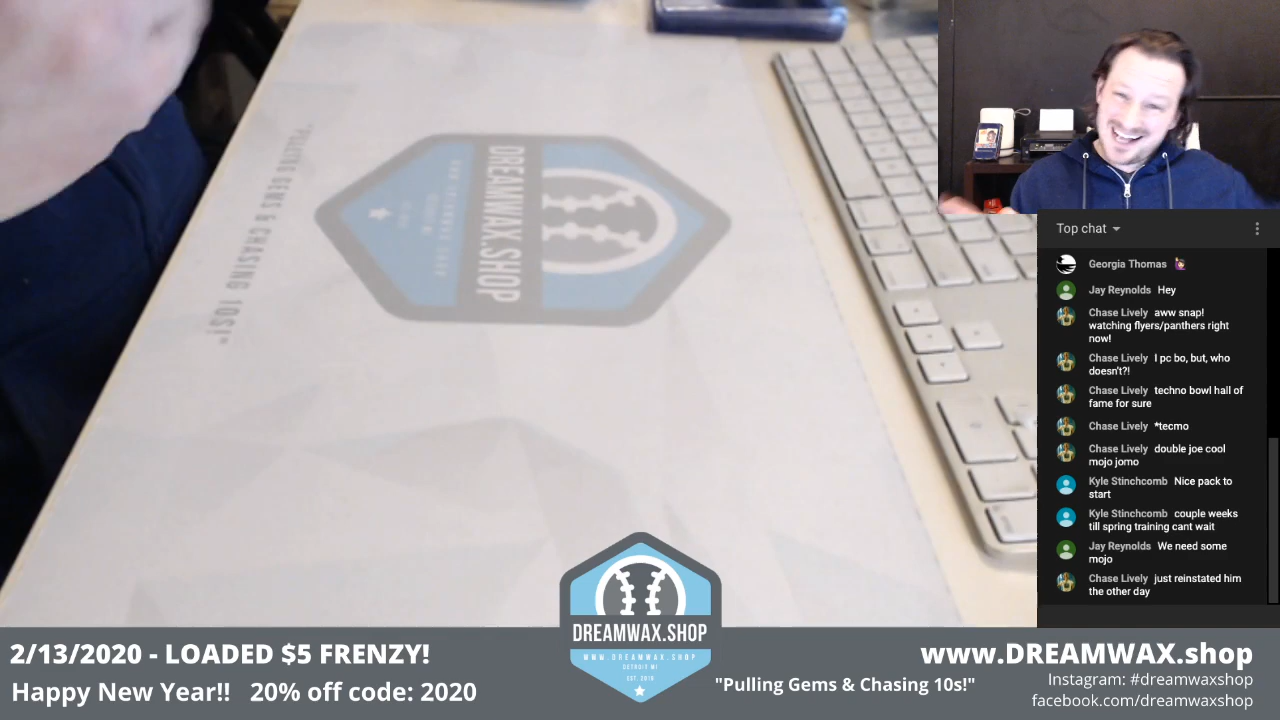 "PULLING GEMS & CHASING 10S!"
DREAMWAX.SHOP
Top chat
Georgia Thomas
Jay Reynolds Hey
Chase Lively aww snap!
watching flyers/panthers right
now!
Chase Lively I pc bo, but, who
doesn't?!
Chase Lively techno bowl hall of
fame for sure
Chase Lively *tecmo
Chase Lively double joe cool
mojo jomo
Kyle Stinchcomb Nice pack to
start
Kyle Stinchcomb couple weeks
till spring training cant wait
Jay Reynolds We need some
mojo
Chase Lively just reinstated him
the other day
2/13/2020 - LOADED $5 FRENZY!
Happy New Year!! 20% off code: 2020
DREAMWAX.SHOP
WWW.DREAMWAX.SHOP
DETROIT MI
EST. 2019
"Pulling Gems & Chasing 10s!"
www.DREAMWAX.shop
Instagram: #dreamwaxshop
facebook.com/dreamwaxshop